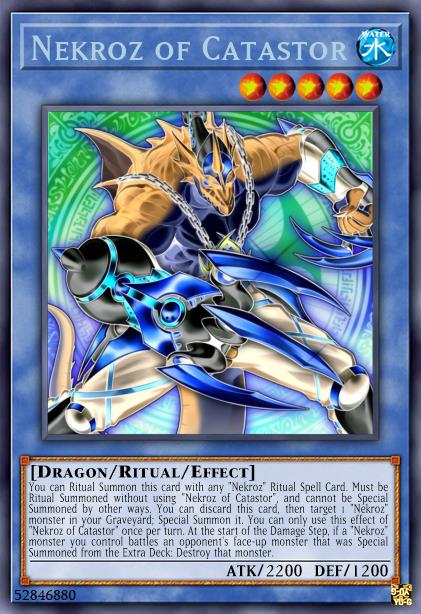 NEKROZ OF CATASTOR
WATER
水
[DRAGON/RITUAL/EFFECT]
You can Ritual Summon this card with any "Nekroz" Ritual Spell Card. Must be
Ritual Summoned without using "Nekroz of Catastor", and cannot be Special
Summoned by other ways. You can discard this card, then target 1 "Nekroz"
monster in your Graveyard; Special Summon it. You can only use this effect of
"Nekroz of Catastor" once per turn. At the start of the Damage Step, if a "Nekroz"
monster you control battles an opponent's face-up monster that was Special
Summoned from the Extra Deck: Destroy that monster.
ATK/2200 DEF/1200
52846880